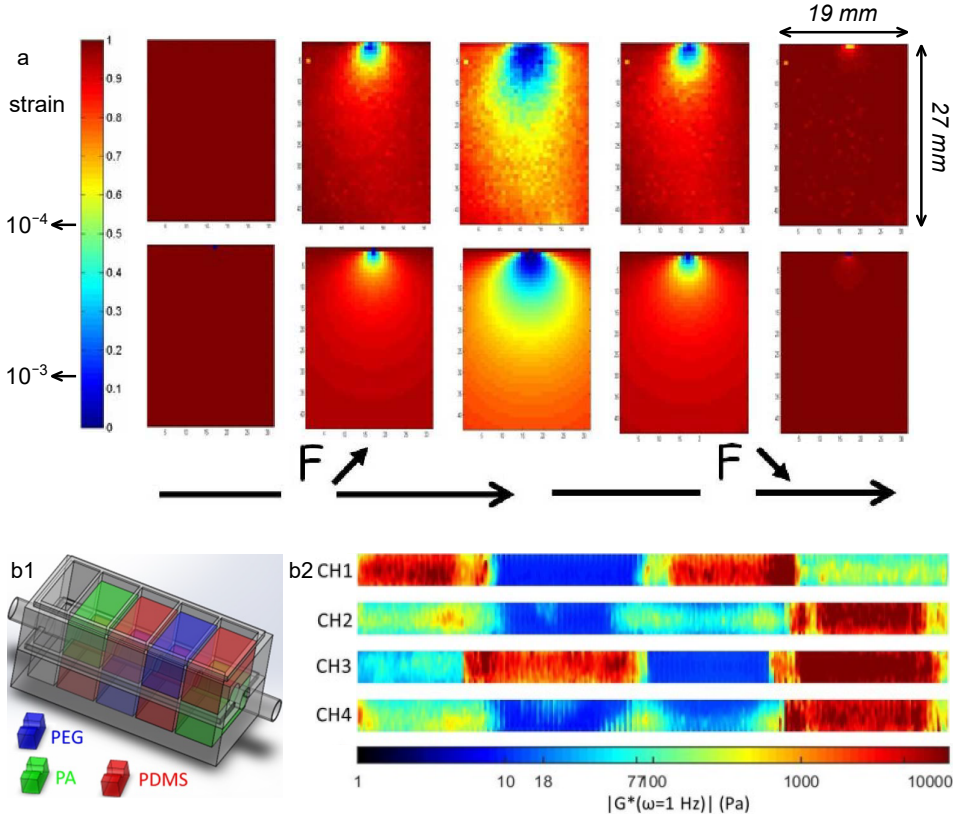 19 mm
a
strain
1
0.9
0.8
0.7
0.6
0.5
0.4
0.3
0.2
0.1
0
10⁻⁴
10⁻³
27 mm
F
F
b1
PEG
PA
PDMS
b2
CH1
CH2
CH3
CH4
1 10 18 77 100 1000 10000
|G*(ω=1 Hz)| (Pa)